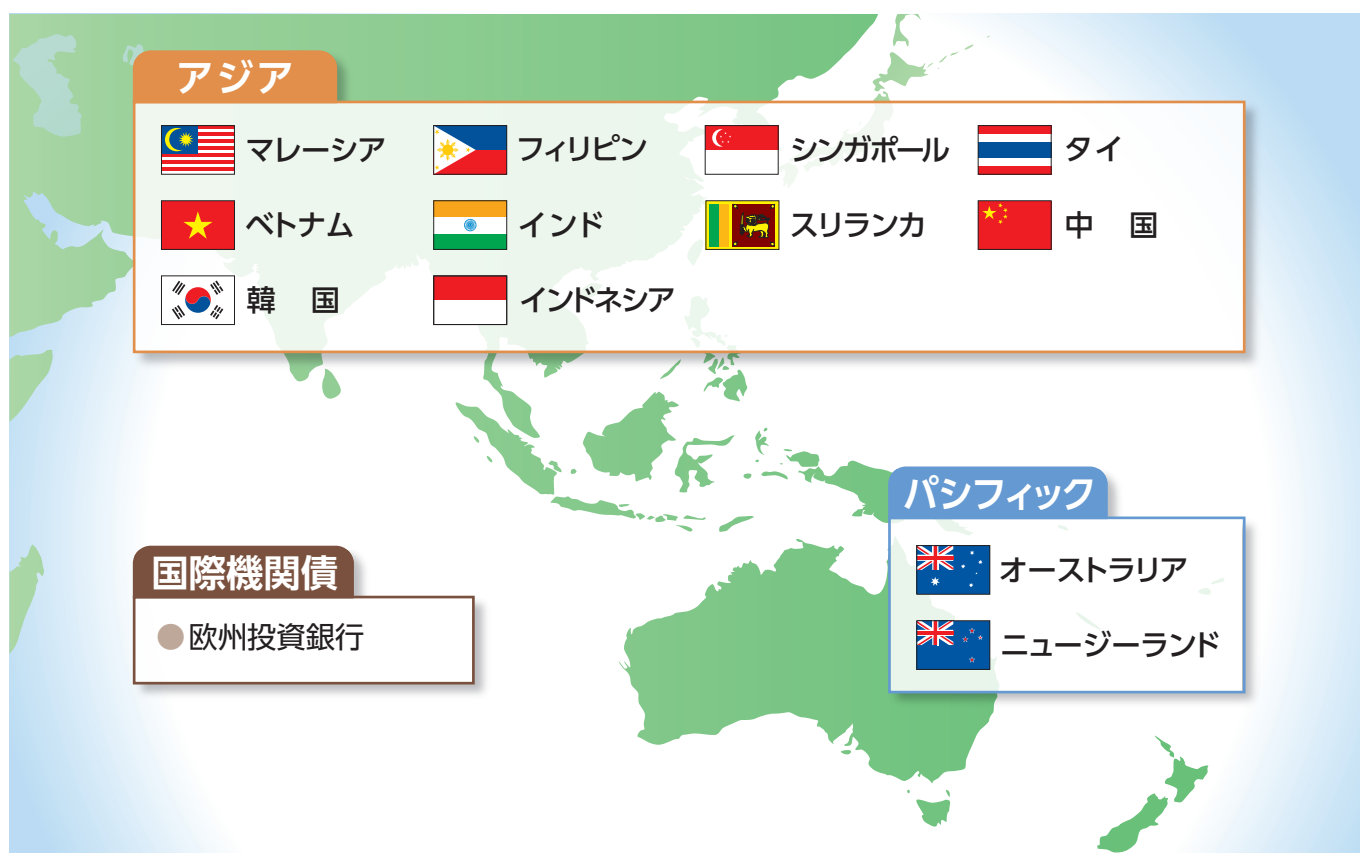 アジア
マレーシア フィリピン シンガポール タイ
ベトナム インド スリランカ 中 国
韓 国 インドネシア
パシフィック
オーストラリア
ニュージーランド
国際機関債
●欧州投資銀行